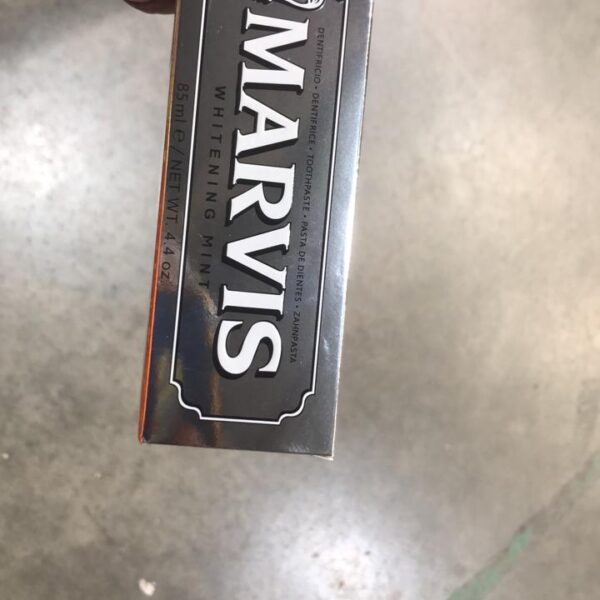 DENTIFRICIO • DENTIFRICE • TOOTHPASTE • PASTA DE DIENTES • ZAHNPASTA
MARVIS
WHITENING MINT
85ml e / NET WT. 4.4 oz.